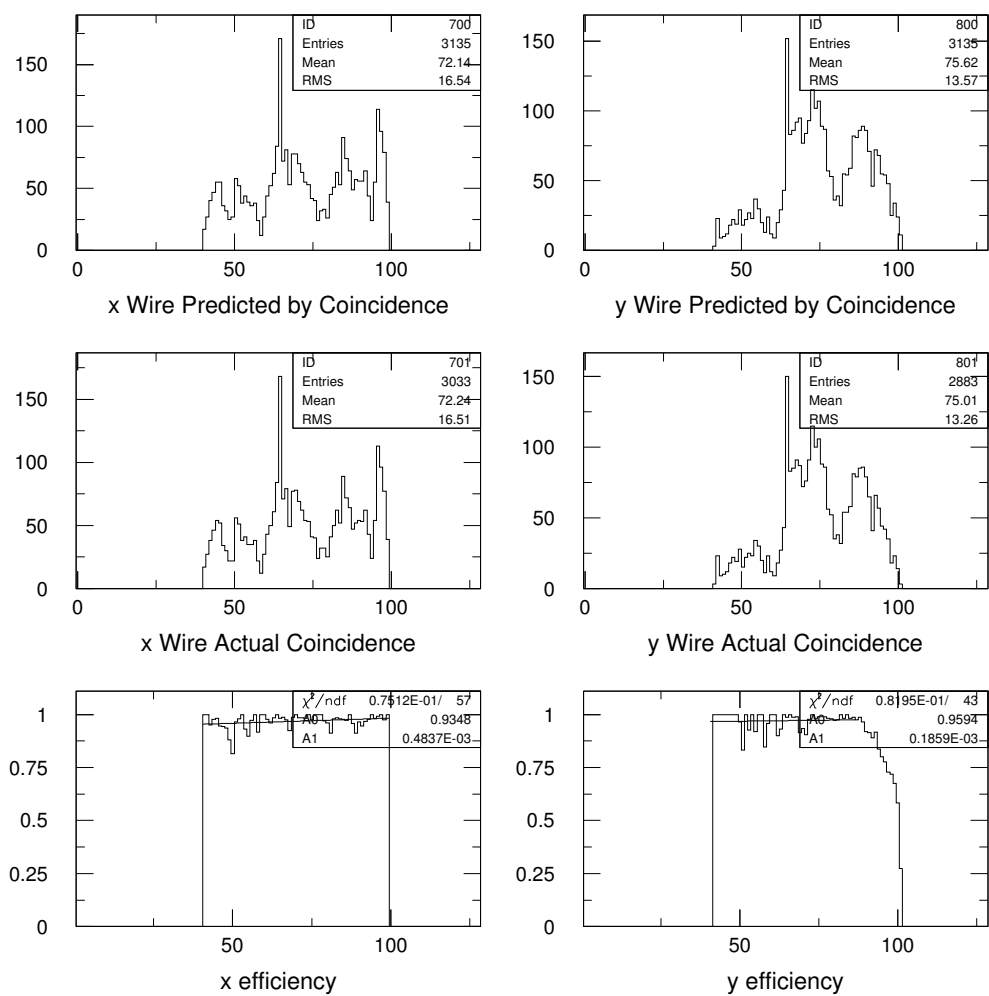 ID 700
Entries 3135
Mean 72.14
RMS 16.54
150
100
50
0
0 50 100
x Wire Predicted by Coincidence
ID 800
Entries 3135
Mean 75.62
RMS 13.57
150
100
50
0
0 50 100
y Wire Predicted by Coincidence
ID 701
Entries 3033
Mean 72.24
RMS 16.51
150
100
50
0
0 50 100
x Wire Actual Coincidence
ID 801
Entries 2883
Mean 75.01
RMS 13.26
150
100
50
0
0 50 100
y Wire Actual Coincidence
χ²/ndf 0.7512E-01/ 57
A0 0.9348
A1 0.4837E-03
1
0.75
0.5
0.25
0
50 100
x efficiency
χ²/ndf 0.8195E-01/ 43
A0 0.9594
A1 0.1859E-03
1
0.75
0.5
0.25
0
50 100
y efficiency